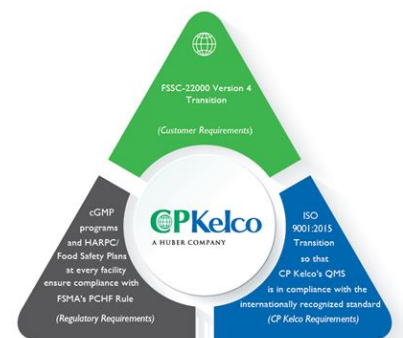 FSSC-22000 Version 4
Transition
(Customer Requirements)
CPKelco
A HUBER COMPANY
cGMP
programs
and HARPC/
Food Safety Plans
at every facility
ensure compliance with
FSMA's PCHF Rule
(Regulatory Requirements)
ISO
9001:2015
Transition
so that
CP Kelco's QMS
is in compliance with the
internationally recognized standard
(CP Kelco Requirements)